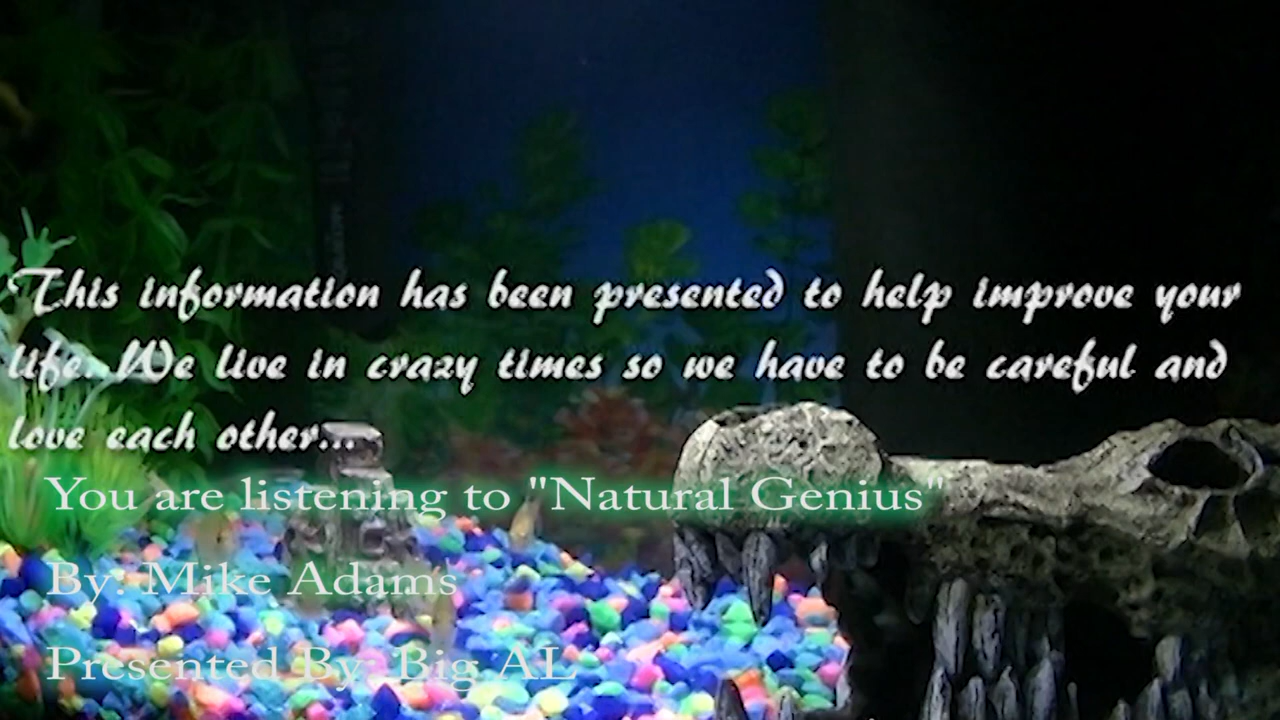 This information has been presented to help improve your
life. We live in crazy times so we have to be careful and
love each other...
You are listening to "Natural Genius"
By: Mike Adams
Presented By: Big AL